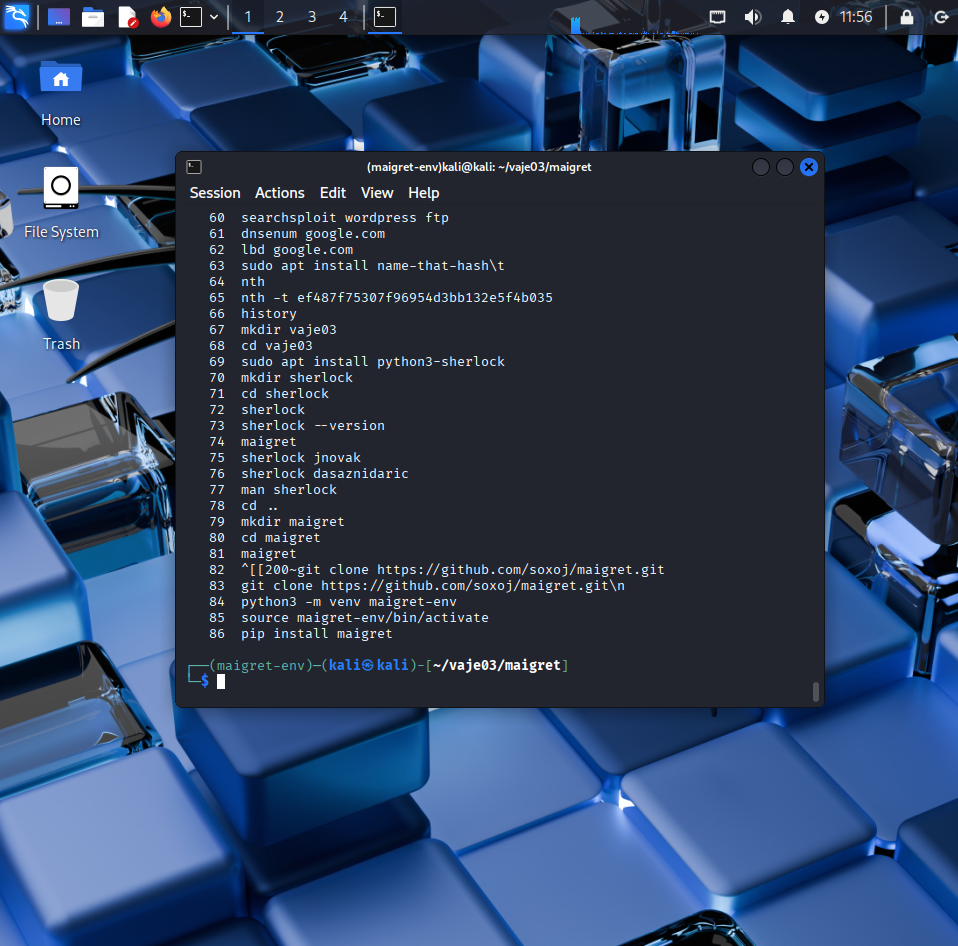 1 2 3 4 11:56
Home
File System
Trash
(maigret-env)kali@kali: ~/vaje03/maigret
Session Actions Edit View Help
60 searchsploit wordpress ftp
61 dnsenum google.com
62 lbd google.com
63 sudo apt install name-that-hash\t
64 nth
65 nth -t ef487f75307f96954d3bb132e5f4b035
66 history
67 mkdir vaje03
68 cd vaje03
69 sudo apt install python3-sherlock
70 mkdir sherlock
71 cd sherlock
72 sherlock
73 sherlock --version
74 maigret
75 sherlock jnovak
76 sherlock dasaznidaric
77 man sherlock
78 cd ..
79 mkdir maigret
80 cd maigret
81 maigret
82 ^[[200~git clone https://github.com/soxoj/maigret.git
83 git clone https://github.com/soxoj/maigret.git\n
84 python3 -m venv maigret-env
85 source maigret-env/bin/activate
86 pip install maigret
┌──(maigret-env)─(kali㉿kali)-[~/vaje03/maigret]
└─$